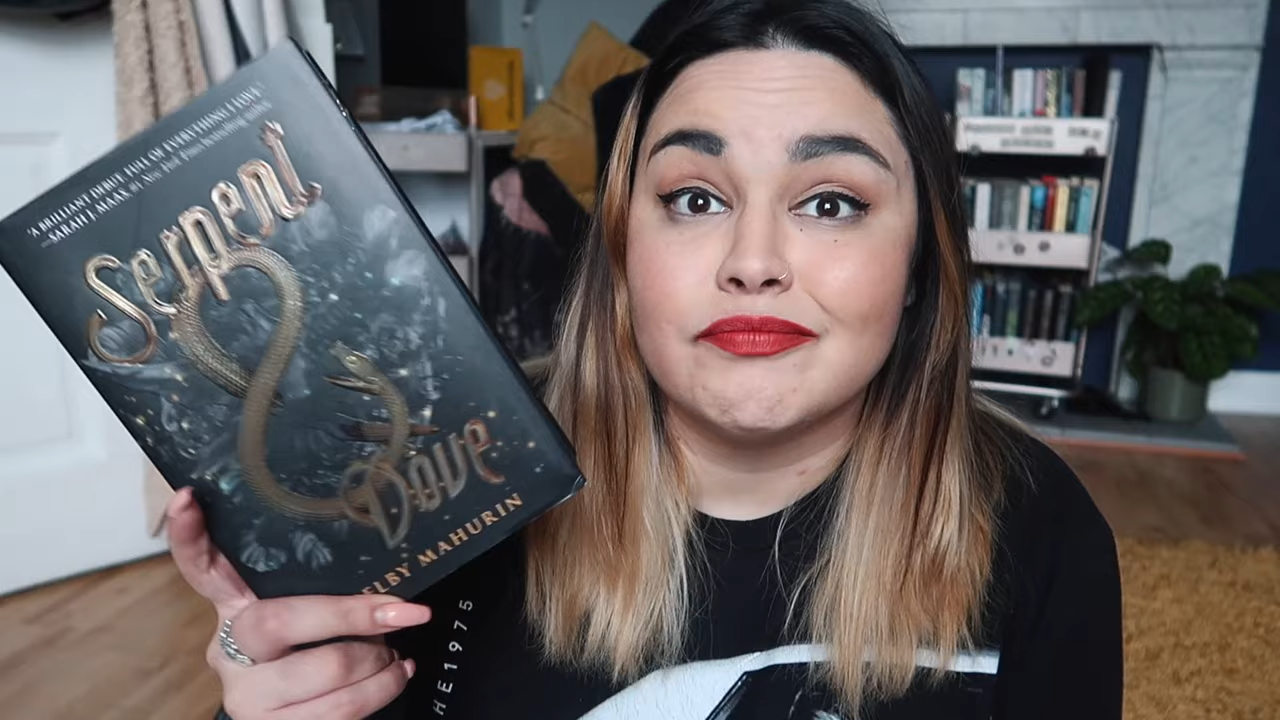 "A BRILLIANT DEBUT FULL OF EVERYTHING I LOVE."
—SARAH J. MAAS, #1 New York Times bestselling author
Serpent
& Dove
ELBY MAHURIN
HE1975